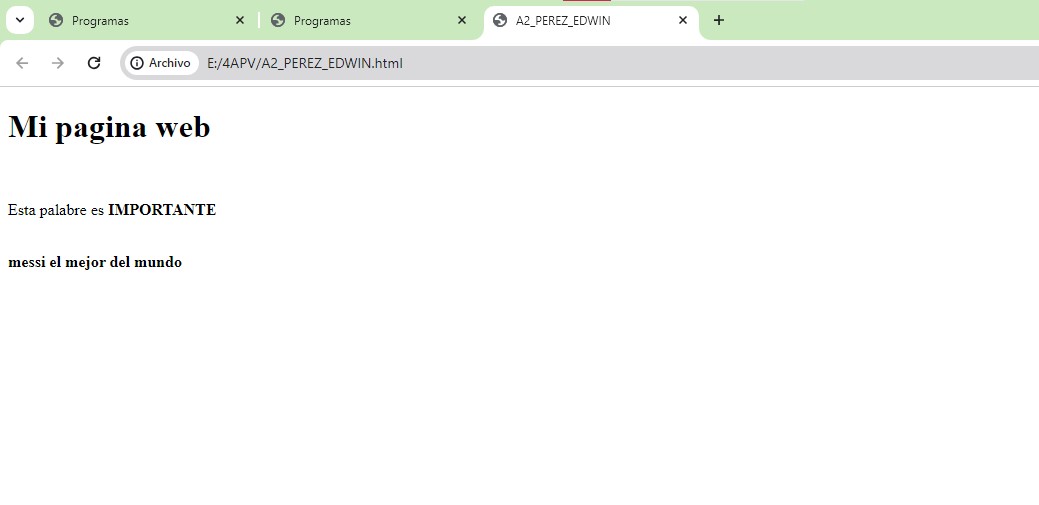 Programas
Programas
A2_PEREZ_EDWIN
Archivo E:/4APV/A2_PEREZ_EDWIN.html
Mi pagina web
Esta palabre es IMPORTANTE
messi el mejor del mundo